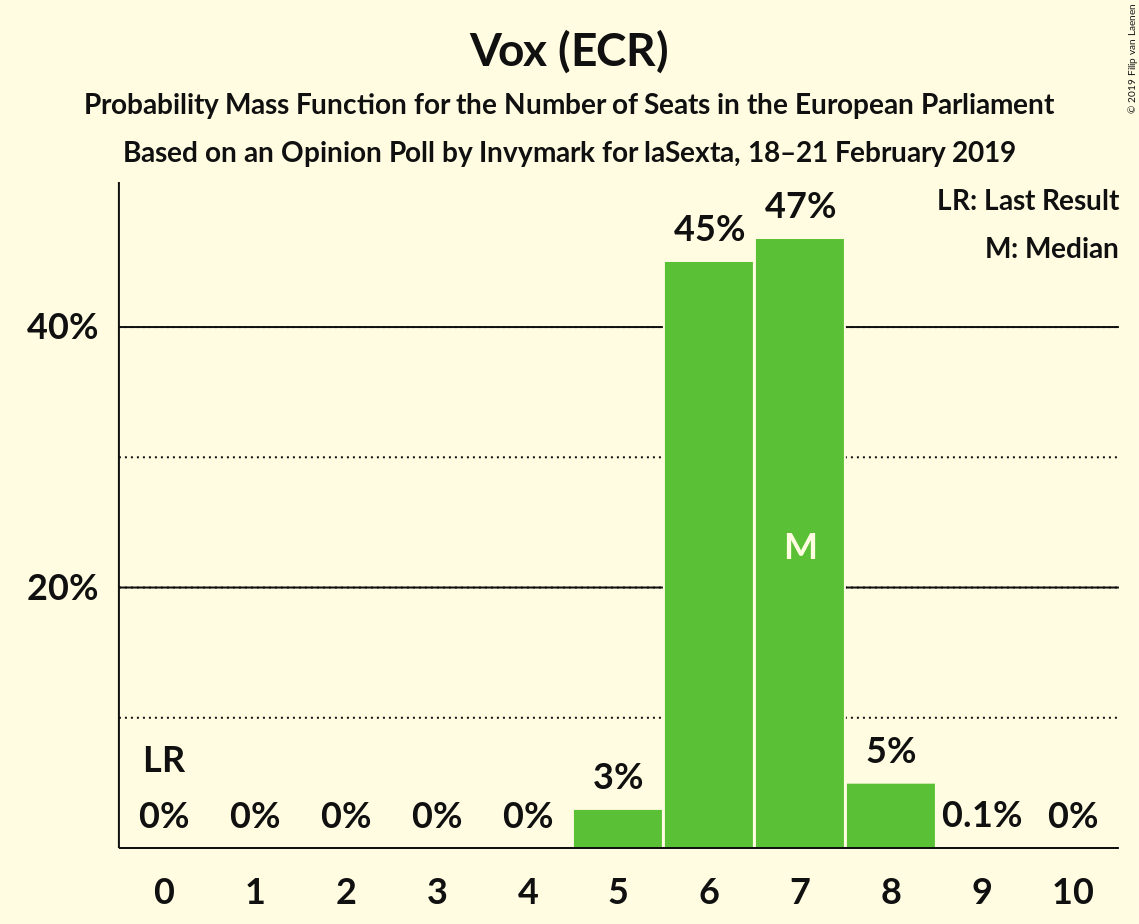 Vox (ECR)
Probability Mass Function for the Number of Seats in the European Parliament
Based on an Opinion Poll by Invymark for laSexta, 18–21 February 2019
© 2019 Filip van Laenen
LR: Last Result
M: Median
47%
45%
40%
M
20%
LR
5%
3%
0% 0% 0% 0% 0% 0.1% 0%
0 1 2 3 4 5 6 7 8 9 10